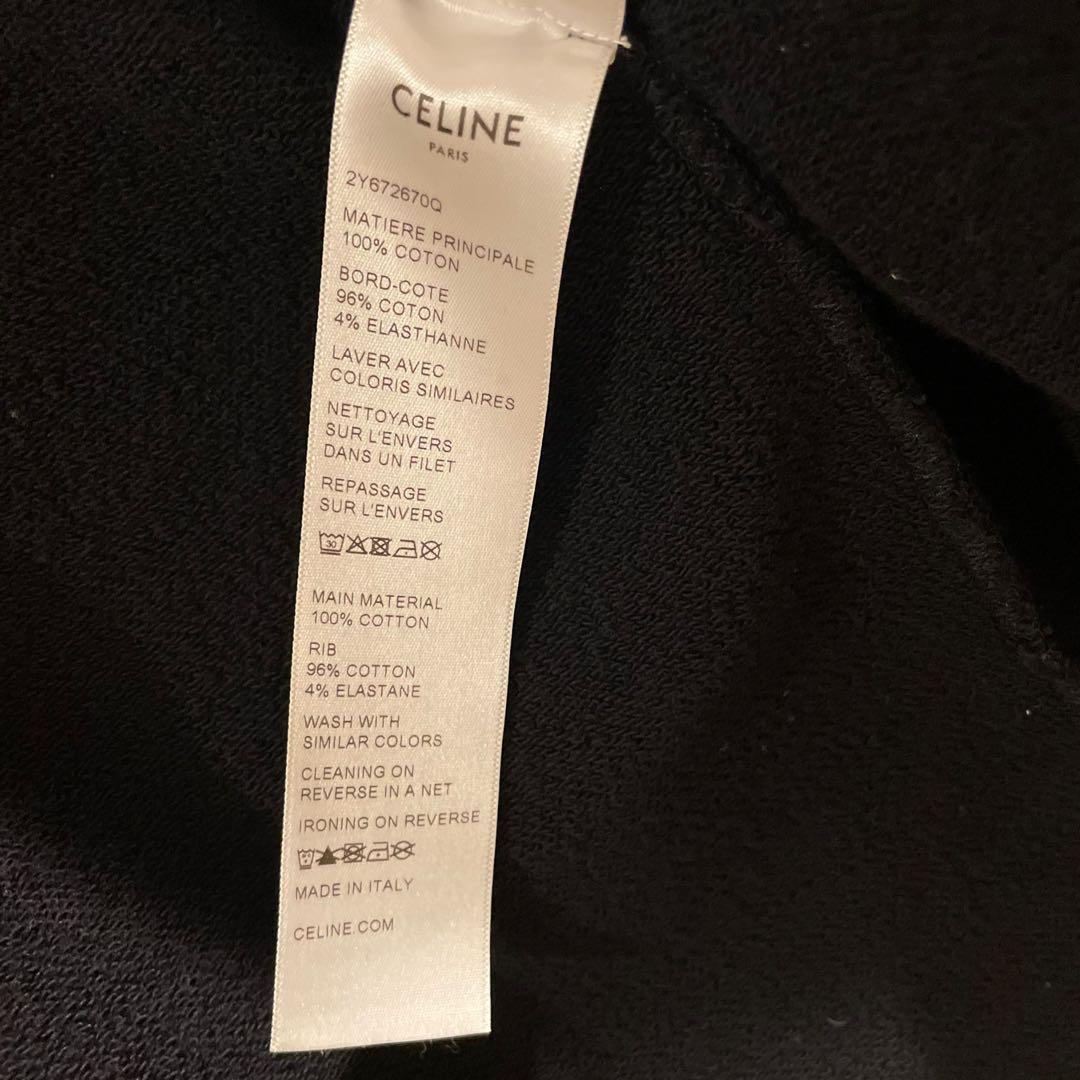 CELINE
PARIS
2Y672670Q
MATIERE PRINCIPALE
100% COTON
BORD-COTE
96% COTON
4% ELASTHANNE
LAVER AVEC
COLORIS SIMILAIRES
NETTOYAGE
SUR L'ENVERS
DANS UN FILET
REPASSAGE
SUR L'ENVERS
30
MAIN MATERIAL
100% COTTON
RIB
96% COTTON
4% ELASTANE
WASH WITH
SIMILAR COLORS
CLEANING ON
REVERSE IN A NET
IRONING ON REVERSE
MADE IN ITALY
CELINE.COM